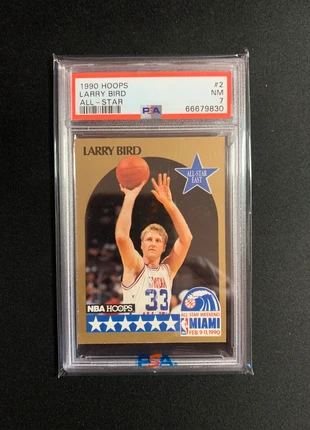 1990 HOOPS #2
LARRY BIRD NM
ALL-STAR PSA 7
66679830
LARRY BIRD
ALL-STAR
EAST
33
NBA HOOPS
ALL STAR WEEKEND
MIAMI
FEB. 9-11, 1990
PSA